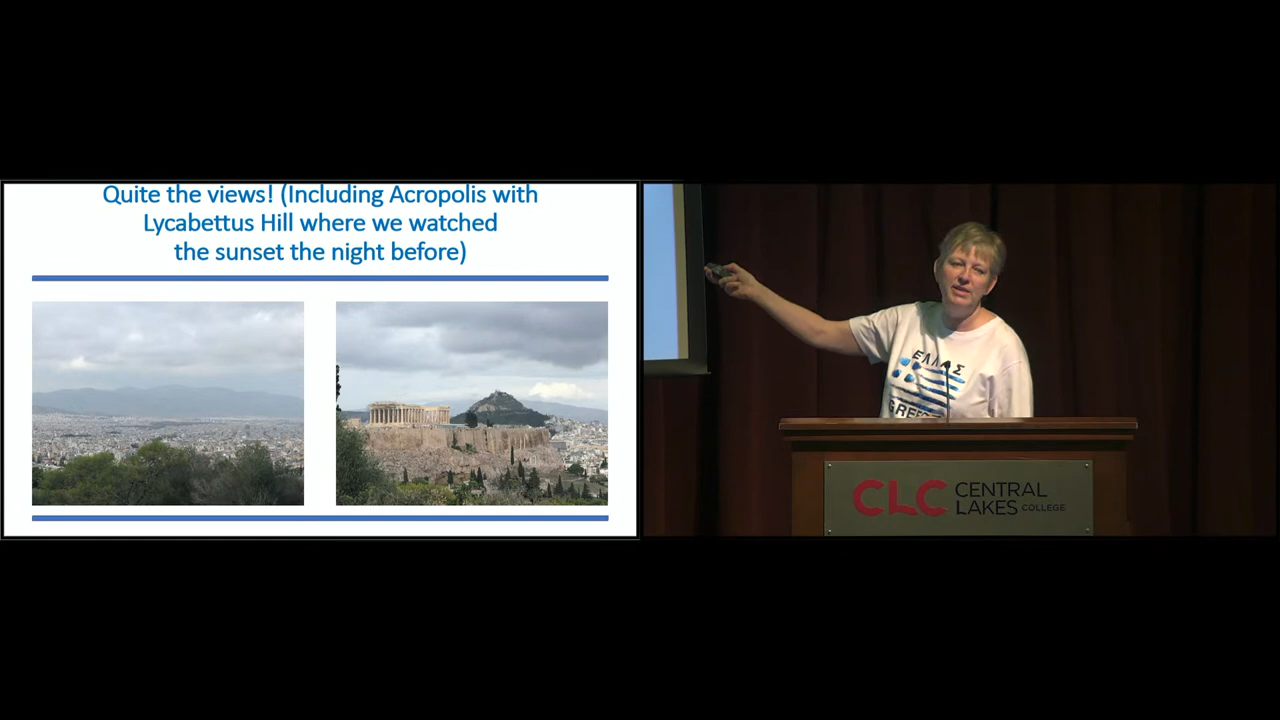 Quite the views! (Including Acropolis with
Lycabettus Hill where we watched
the sunset the night before)
ΕΛΛΑΣ
GREECE
CLC CENTRAL
LAKES COLLEGE